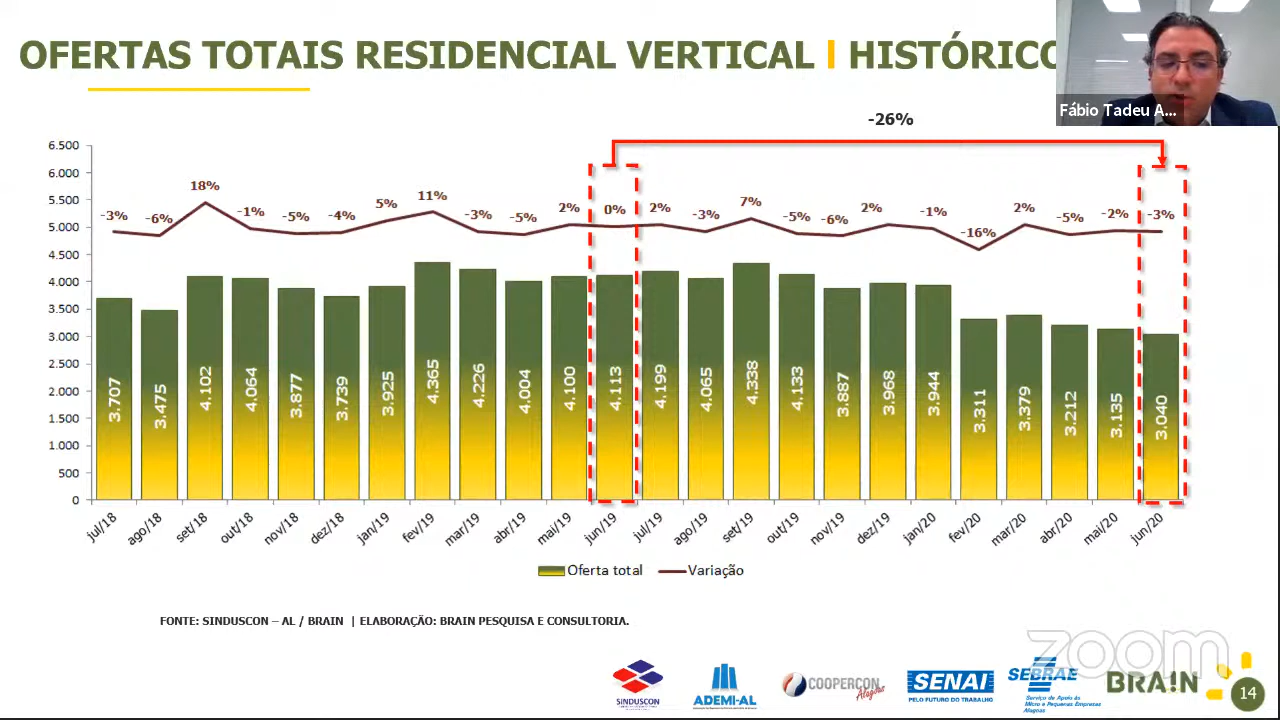 OFERTAS TOTAIS RESIDENCIAL VERTICAL I HISTÓRICO
Fábio Tadeu A...
-26%
6.500
6.000
5.500
5.000
4.500
4.000
3.500
3.000
2.500
2.000
1.500
1.000
500
0
-3% -6% 18% -1% -5% -4% 5% 11% -3% -5% 2% 0% 2% -3% 7% -5% -6% 2% -1% -16% 2% -5% -2% -3%
3.707 3.475 4.102 4.064 3.877 3.739 3.925 4.365 4.226 4.004 4.100 4.113 4.199 4.065 4.338 4.133 3.887 3.968 3.944 3.311 3.379 3.212 3.135 3.040
jul/18 ago/18 set/18 out/18 nov/18 dez/18 jan/19 fev/19 mar/19 abr/19 mai/19 jun/19 jul/19 ago/19 set/19 out/19 nov/19 dez/19 jan/20 fev/20 mar/20 abr/20 mai/20 jun/20
Oferta total Variação
FONTE: SINDUSCON – AL / BRAIN | ELABORAÇÃO: BRAIN PESQUISA E CONSULTORIA.
zoom
SINDUSCON
ADEMI-AL
COOPERCON
Alagoas
SENAI
PELO FUTURO DO TRABALHO
SEBRAE
Serviço de Apoio às
Micro e Pequenas Empresas
Alagoas
BRAIN
14